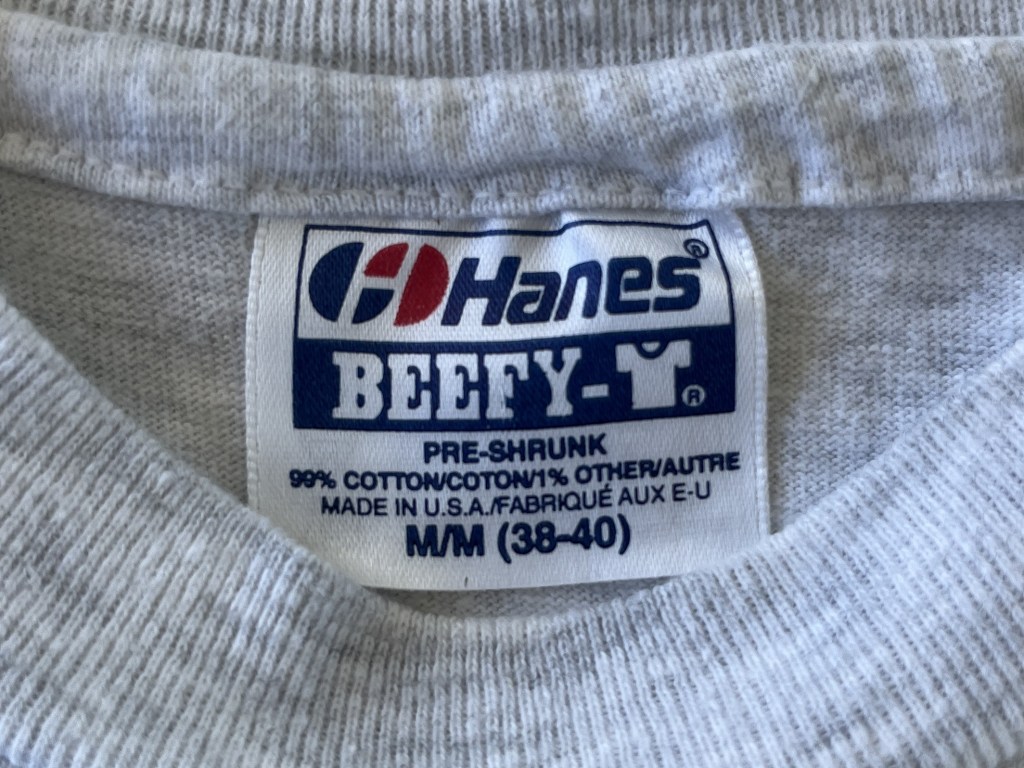 Hanes®
BEEFY-T®
PRE-SHRUNK
99% COTTON/COTON/1% OTHER/AUTRE
MADE IN U.S.A./FABRIQUÉ AUX E-U
M/M (38-40)